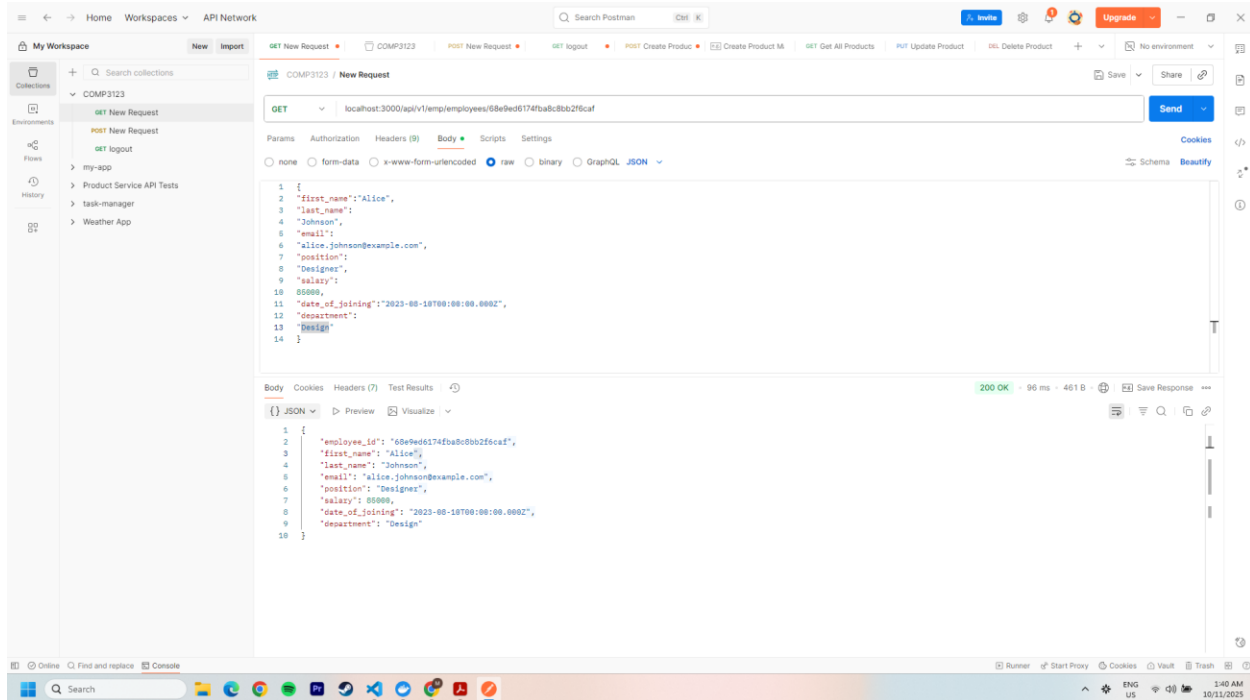 Home Workspaces API Network Search Postman Ctrl K Invite Upgrade
My Workspace New Import GET New Request COMP3123 POST New Request GET logout POST Create Produc Create Product M GET Get All Products PUT Update Product DEL Delete Product No environment
Collections
Environments
Flows
History
Search collections
COMP3123
GET New Request
POST New Request
GET logout
my-app
Product Service API Tests
task-manager
Weather App
HTTP COMP3123 / New Request Save Share
GET localhost:3000/api/v1/emp/employees/68e9ed6174fba8c8bb2f6caf Send
Params Authorization Headers (9) Body Scripts Settings Cookies
none form-data x-www-form-urlencoded raw binary GraphQL JSON Schema Beautify
1 {
2 "first_name":"Alice",
3 "last_name":
4 "Johnson",
5 "email":
6 "alice.johnson@example.com",
7 "position":
8 "Designer",
9 "salary":
10 85000,
11 "date_of_joining":"2023-08-10T00:00:00.000Z",
12 "department":
13 "Design"
14 }
Body Cookies Headers (7) Test Results 200 OK 96 ms 461 B Save Response
{} JSON Preview Visualize
1 {
2 "employee_id": "68e9ed6174fba8c8bb2f6caf",
3 "first_name": "Alice",
4 "last_name": "Johnson",
5 "email": "alice.johnson@example.com",
6 "position": "Designer",
7 "salary": 85000,
8 "date_of_joining": "2023-08-10T00:00:00.000Z",
9 "department": "Design"
10 }
Online Find and replace Console Runner Start Proxy Cookies Vault Trash
Search ENG US 1:40 AM 10/11/2025